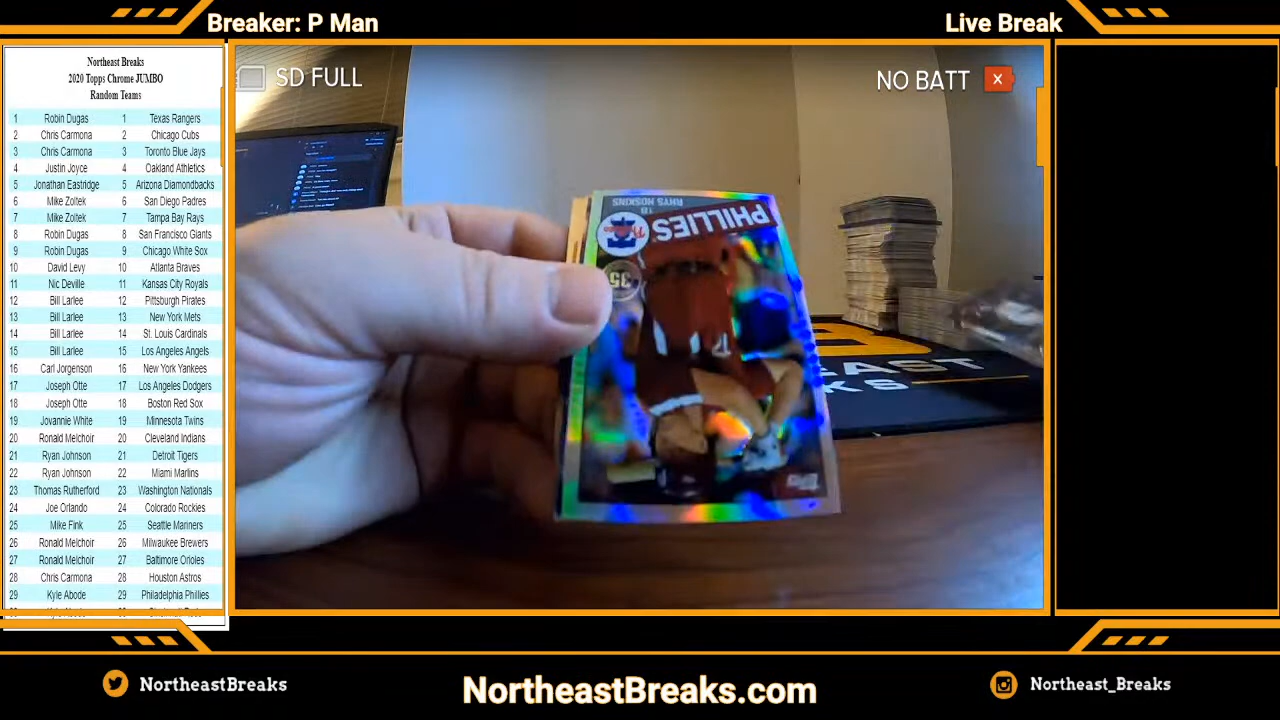 Breaker: P Man
Live Break
Northeast Breaks
2020 Topps Chrome JUMBO
Random Teams
1 Robin Dugas 1 Texas Rangers
2 Chris Carmona 2 Chicago Cubs
3 Chris Carmona 3 Toronto Blue Jays
4 Justin Joyce 4 Oakland Athletics
5 Jonathan Eastridge 5 Arizona Diamondbacks
6 Mike Zoitek 6 San Diego Padres
7 Mike Zoitek 7 Tampa Bay Rays
8 Robin Dugas 8 San Francisco Giants
9 Robin Dugas 9 Chicago White Sox
10 David Levy 10 Atlanta Braves
11 Nic Deville 11 Kansas City Royals
12 Bill Larlee 12 Pittsburgh Pirates
13 Bill Larlee 13 New York Mets
14 Bill Larlee 14 St. Louis Cardinals
15 Bill Larlee 15 Los Angeles Angels
16 Carl Jorgenson 16 New York Yankees
17 Joseph Otte 17 Los Angeles Dodgers
18 Joseph Otte 18 Boston Red Sox
19 Jovannie White 19 Minnesota Twins
20 Ronald Melchoir 20 Cleveland Indians
21 Ryan Johnson 21 Detroit Tigers
22 Ryan Johnson 22 Miami Marlins
23 Thomas Rutherford 23 Washington Nationals
24 Joe Orlando 24 Colorado Rockies
25 Mike Fink 25 Seattle Mariners
26 Ronald Melchoir 26 Milwaukee Brewers
27 Ronald Melchoir 27 Baltimore Orioles
28 Chris Carmona 28 Houston Astros
29 Kyle Abode 29 Philadelphia Phillies
SD FULL
NO BATT
RHYS HOSKINS
PHILLIES
35
Topps
NortheastBreaks
NortheastBreaks.com
Northeast_Breaks